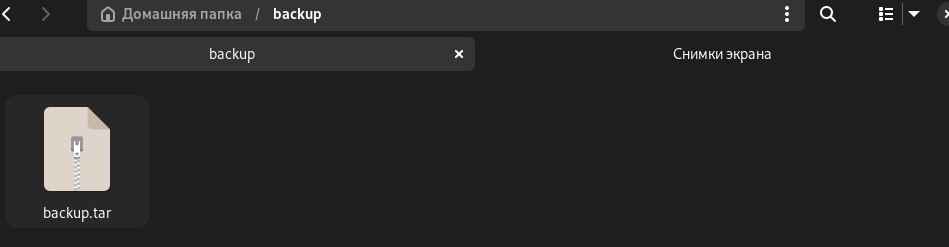 Домашняя папка / backup
backup
Снимки экрана
backup.tar